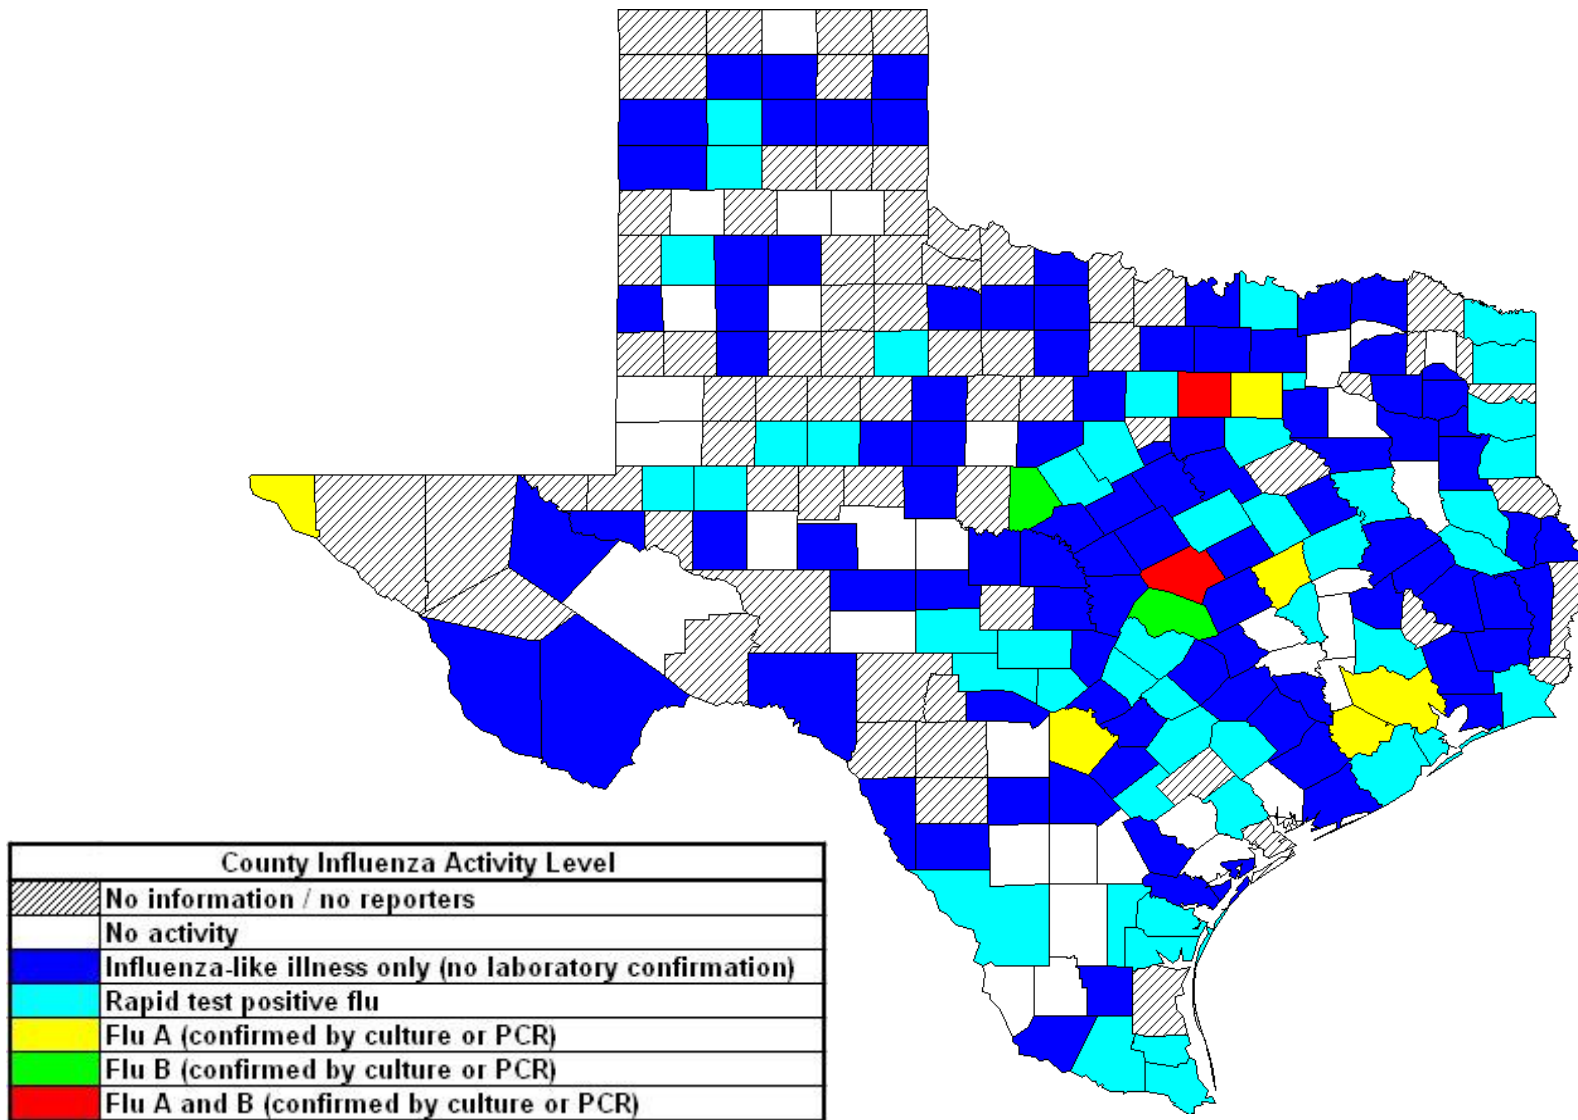 County Influenza Activity Level
No information / no reporters
No activity
Influenza-like illness only (no laboratory confirmation)
Rapid test positive flu
Flu A (confirmed by culture or PCR)
Flu B (confirmed by culture or PCR)
Flu A and B (confirmed by culture or PCR)